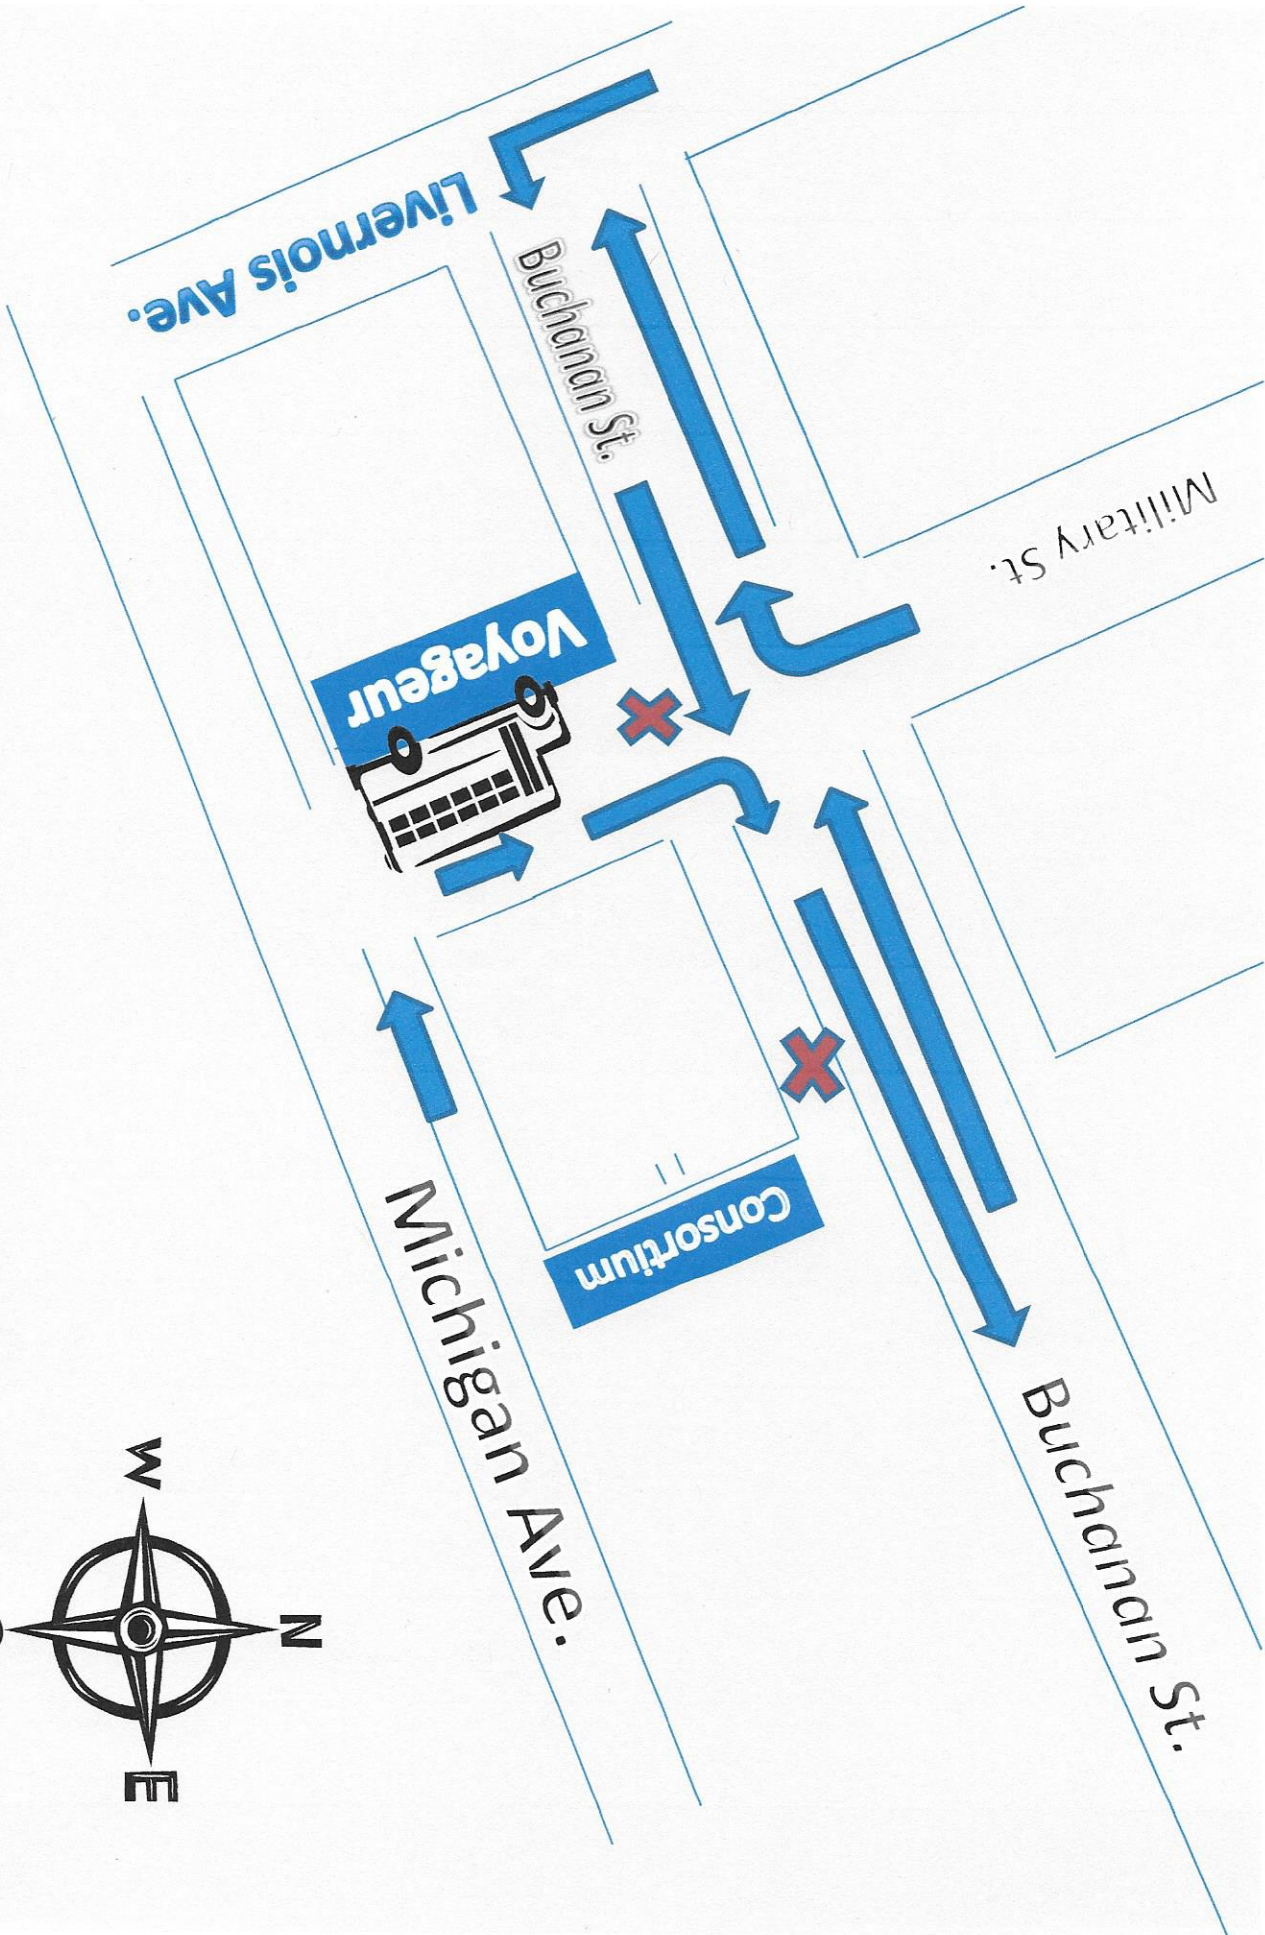 Livernois Ave.
Buchanan St.
Military St.
Voyageur
Consortium
Michigan Ave.
Buchanan St.
N
W
E